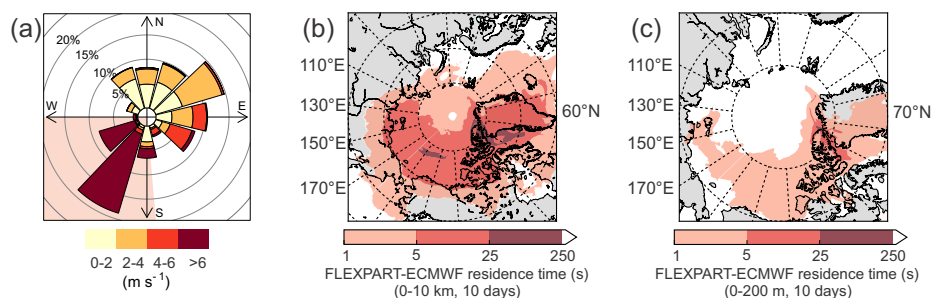 (a)
N
20%
15%
10%
5%
W
E
S
0-2 2-4 4-6 >6
(m s⁻¹)
(b)
110°E
130°E
150°E
170°E
60°N
1 5 25 250
FLEXPART-ECMWF residence time (s)
(0-10 km, 10 days)
(c)
110°E
130°E
150°E
170°E
70°N
1 5 25 250
FLEXPART-ECMWF residence time (s)
(0-200 m, 10 days)